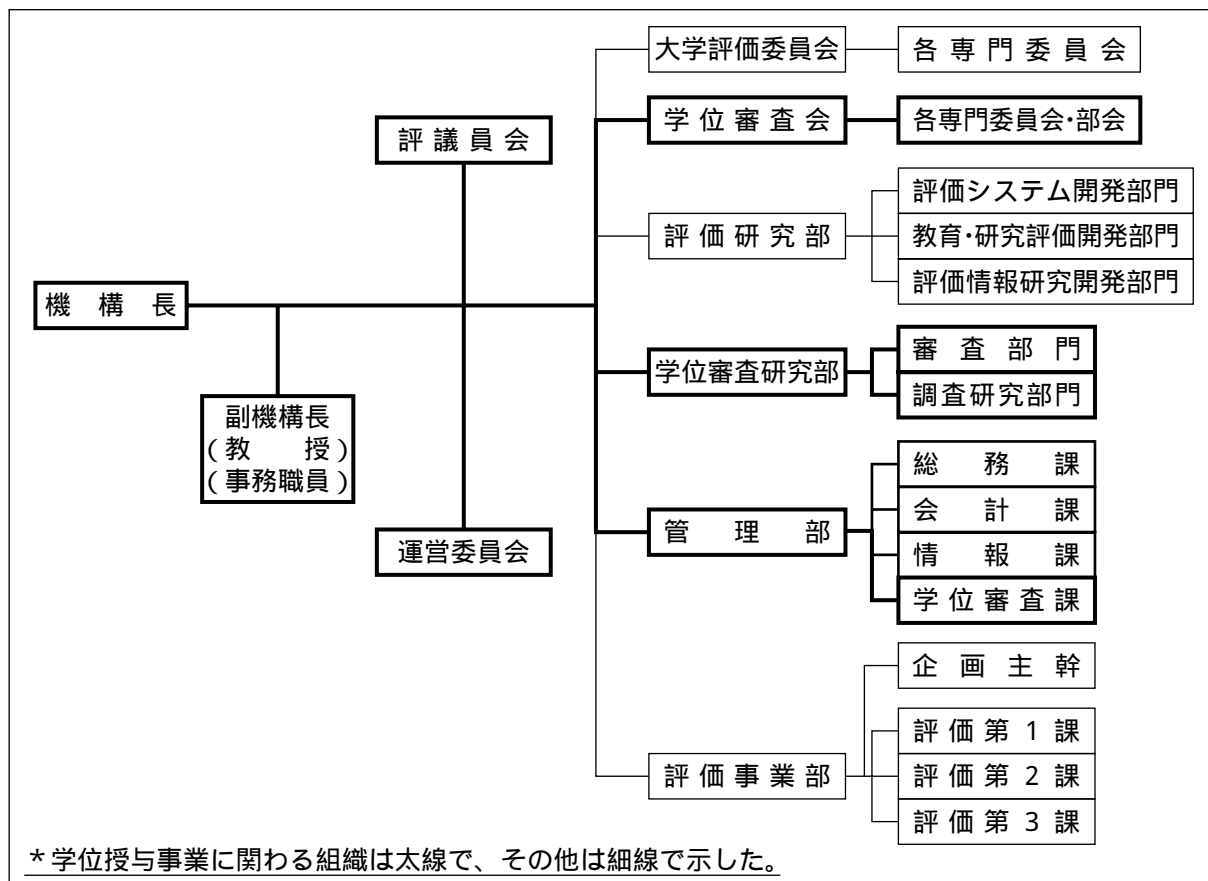 大学評価委員会
各専門委員会
学位審査会
各専門委員会・部会
評議員会
評価研究部
評価システム開発部門
教育・研究評価開発部門
評価情報研究開発部門
機構長
学位審査研究部
審査部門
調査研究部門
副機構長
(教授)
(事務職員)
運営委員会
管理部
総務課
会計課
情報課
学位審査課
評価事業部
企画主幹
評価第1課
評価第2課
評価第3課
*学位授与事業に関わる組織は太線で、その他は細線で示した。